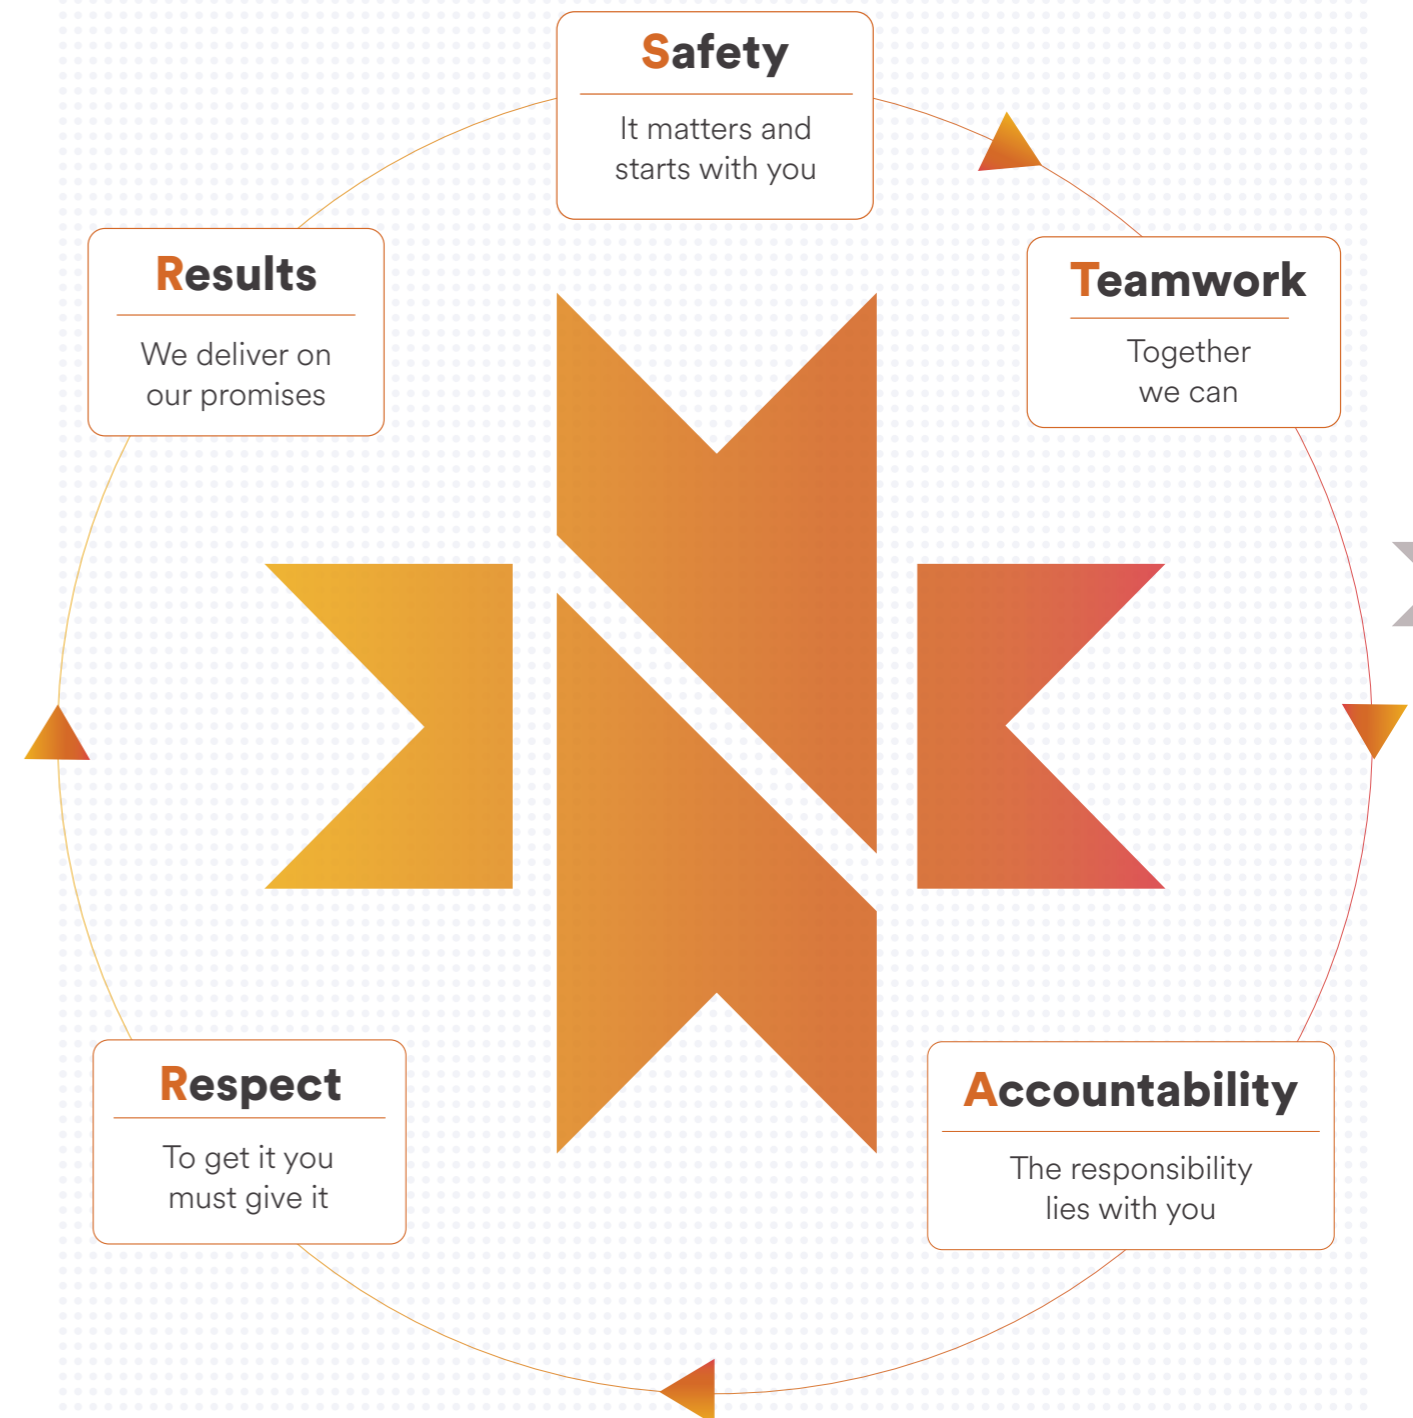 Safety
It matters and
starts with you
Teamwork
Together
we can
Accountability
The responsibility
lies with you
Respect
To get it you
must give it
Results
We deliver on
our promises